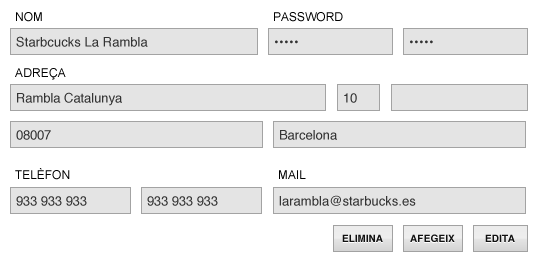 NOM PASSWORD
Starbcucks La Rambla ••••• •••••
ADREÇA
Rambla Catalunya 10
08007 Barcelona
TELÈFON MAIL
933 933 933 933 933 933 larambla@starbucks.es
ELIMINA AFEGEIX EDITA